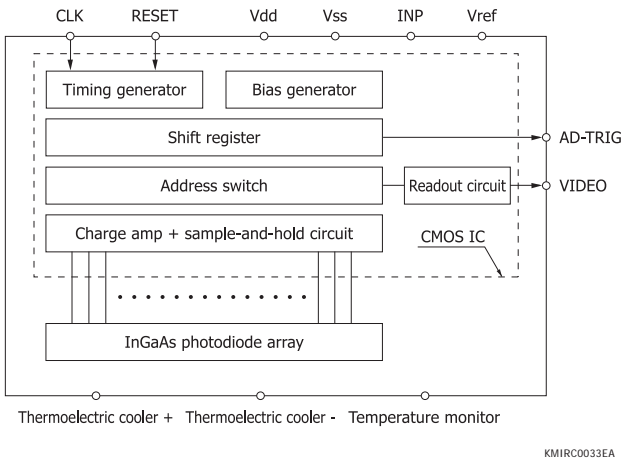 CLK RESET Vdd Vss INP Vref
Timing generator Bias generator
Shift register AD-TRIG
Address switch Readout circuit VIDEO
Charge amp + sample-and-hold circuit
CMOS IC
InGaAs photodiode array
Thermoelectric cooler + Thermoelectric cooler - Temperature monitor
KMIRC0033EA